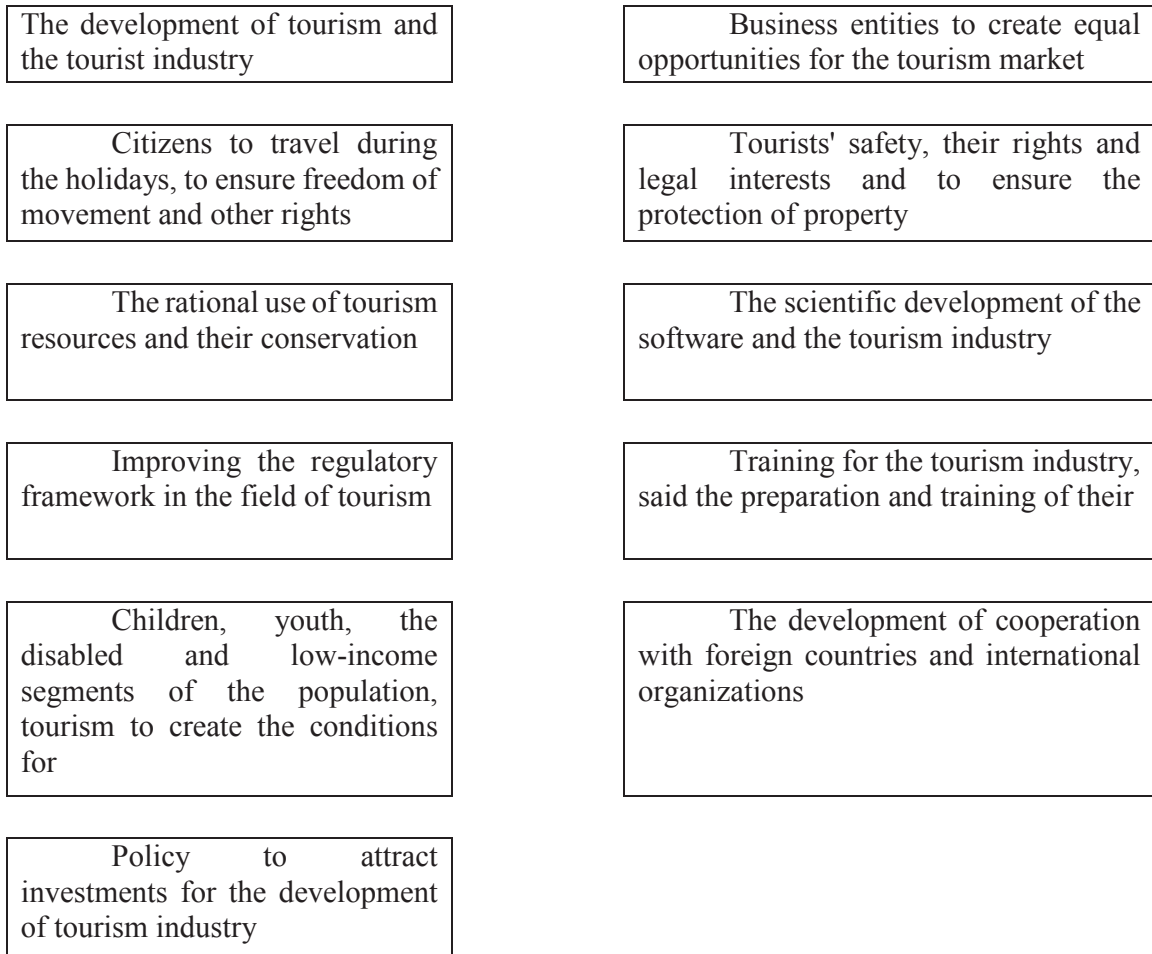 The development of tourism and
the tourist industry
Business entities to create equal
opportunities for the tourism market
Citizens to travel during
the holidays, to ensure freedom of
movement and other rights
Tourists' safety, their rights and
legal interests and to ensure the
protection of property
The rational use of tourism
resources and their conservation
The scientific development of the
software and the tourism industry
Improving the regulatory
framework in the field of tourism
Training for the tourism industry,
said the preparation and training of their
Children, youth, the
disabled and low-income
segments of the population,
tourism to create the conditions
for
The development of cooperation
with foreign countries and international
organizations
Policy to attract
investments for the development
of tourism industry